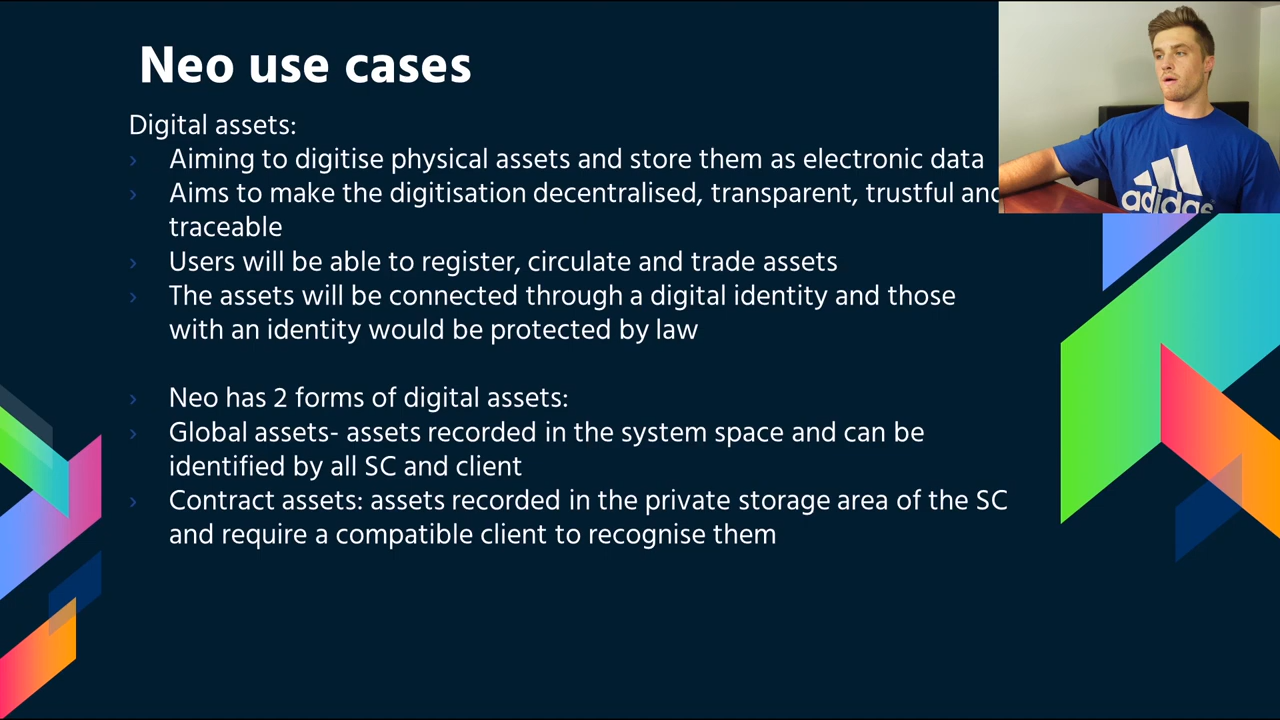 Neo use cases
Digital assets:
› Aiming to digitise physical assets and store them as electronic data
› Aims to make the digitisation decentralised, transparent, trustful and
traceable
› Users will be able to register, circulate and trade assets
› The assets will be connected through a digital identity and those
with an identity would be protected by law
› Neo has 2 forms of digital assets:
› Global assets- assets recorded in the system space and can be
identified by all SC and client
› Contract assets: assets recorded in the private storage area of the SC
and require a compatible client to recognise them
adidas